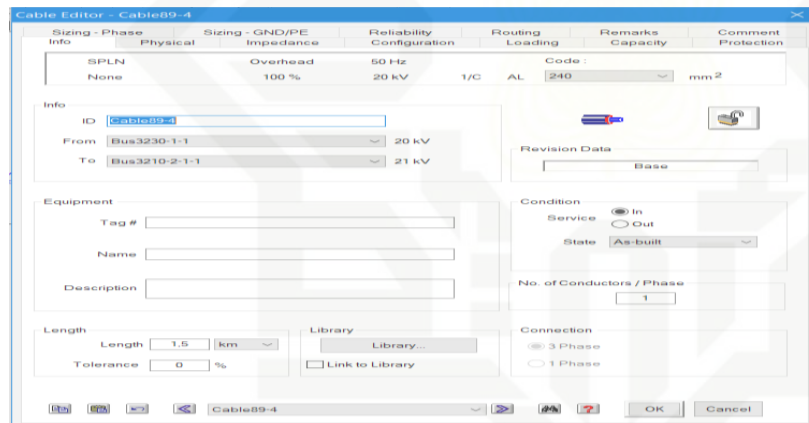 Cable Editor - Cable89-4
Sizing - Phase Sizing - GND/PE Reliability Routing Remarks Comment
Info Physical Impedance Configuration Loading Capacity Protection
SPLN Overhead 50 Hz Code :
None 100 % 20 kV 1/C AL 240 mm2
Info
ID Cable89-4
From Bus3230-1-1 20 kV
To Bus3210-2-1-1 21 kV
Revision Data
Base
Equipment
Tag #
Name
Description
Condition
Service In
Out
State As-built
No. of Conductors / Phase
1
Length
Length 1,5 km
Tolerance 0 %
Library
Library...
Link to Library
Connection
3 Phase
1 Phase
Cable89-4 ? OK Cancel